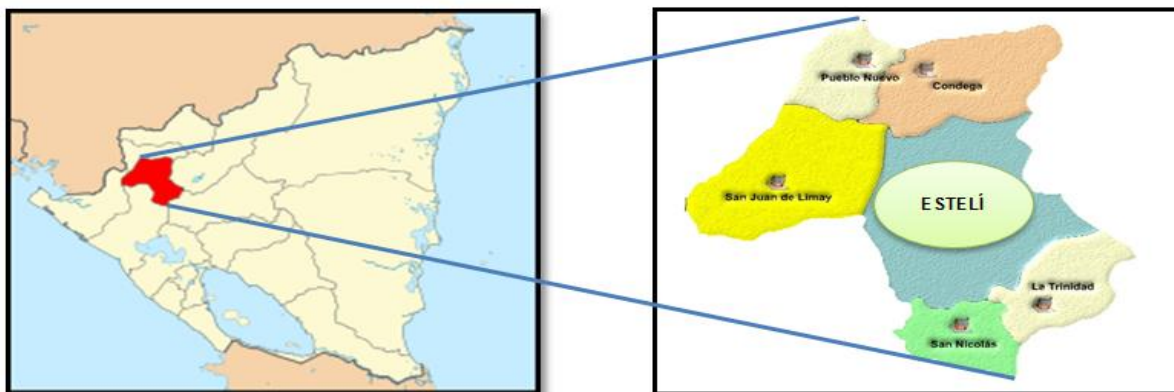 Pueblo Nuevo
Condega
San Juan de Limay
ESTELÍ
La Trinidad
San Nicolás